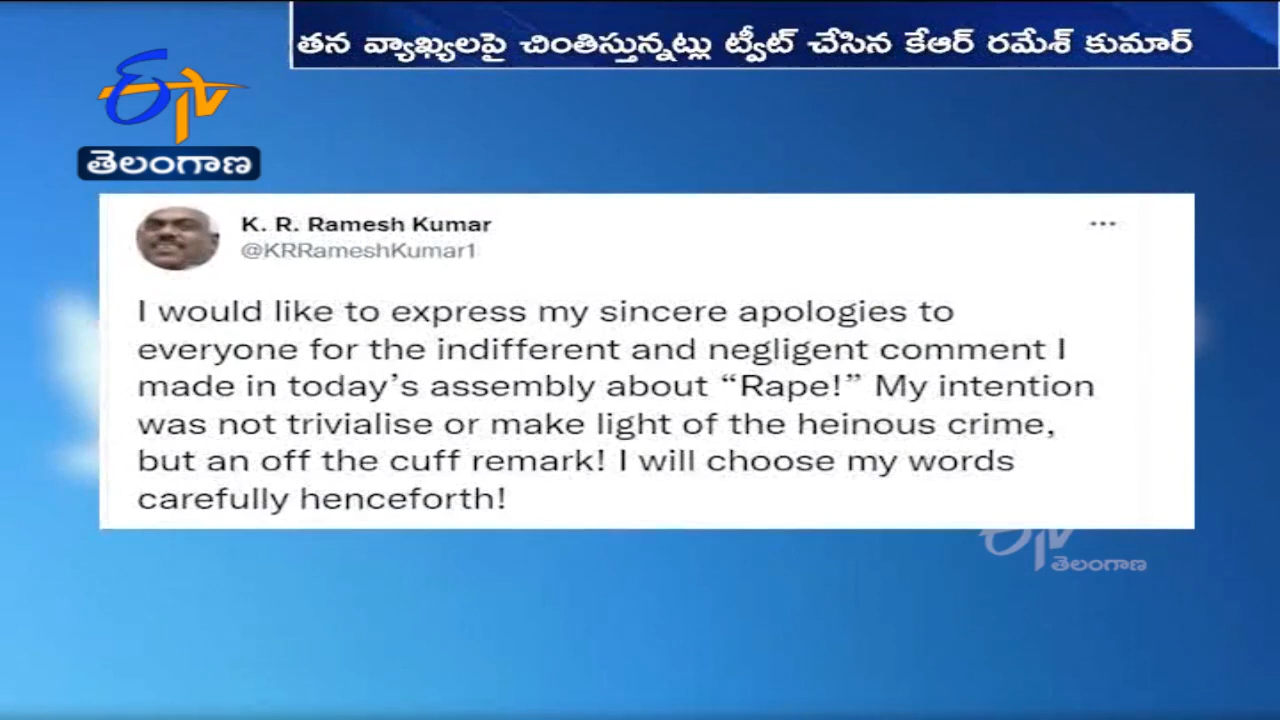 తన వ్యాఖ్యలపై చింతిస్తున్నట్లు ట్వీట్ చేసిన కేఆర్ రమేశ్ కుమార్
ETV
తెలంగాణ
K. R. Ramesh Kumar
@KRRameshKumar1
I would like to express my sincere apologies to
everyone for the indifferent and negligent comment I
made in today’s assembly about “Rape!” My intention
was not trivialise or make light of the heinous crime,
but an off the cuff remark! I will choose my words
carefully henceforth!
ETV
తెలంగాణ